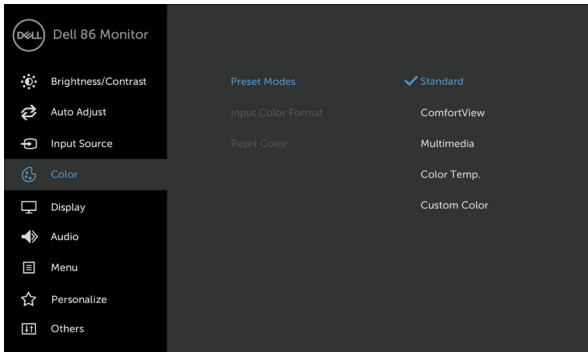 DELL Dell 86 Monitor
Brightness/Contrast
Auto Adjust
Input Source
Color
Display
Audio
Menu
Personalize
Others
Preset Modes
Input Color Format
Reset Color
Standard
ComfortView
Multimedia
Color Temp.
Custom Color